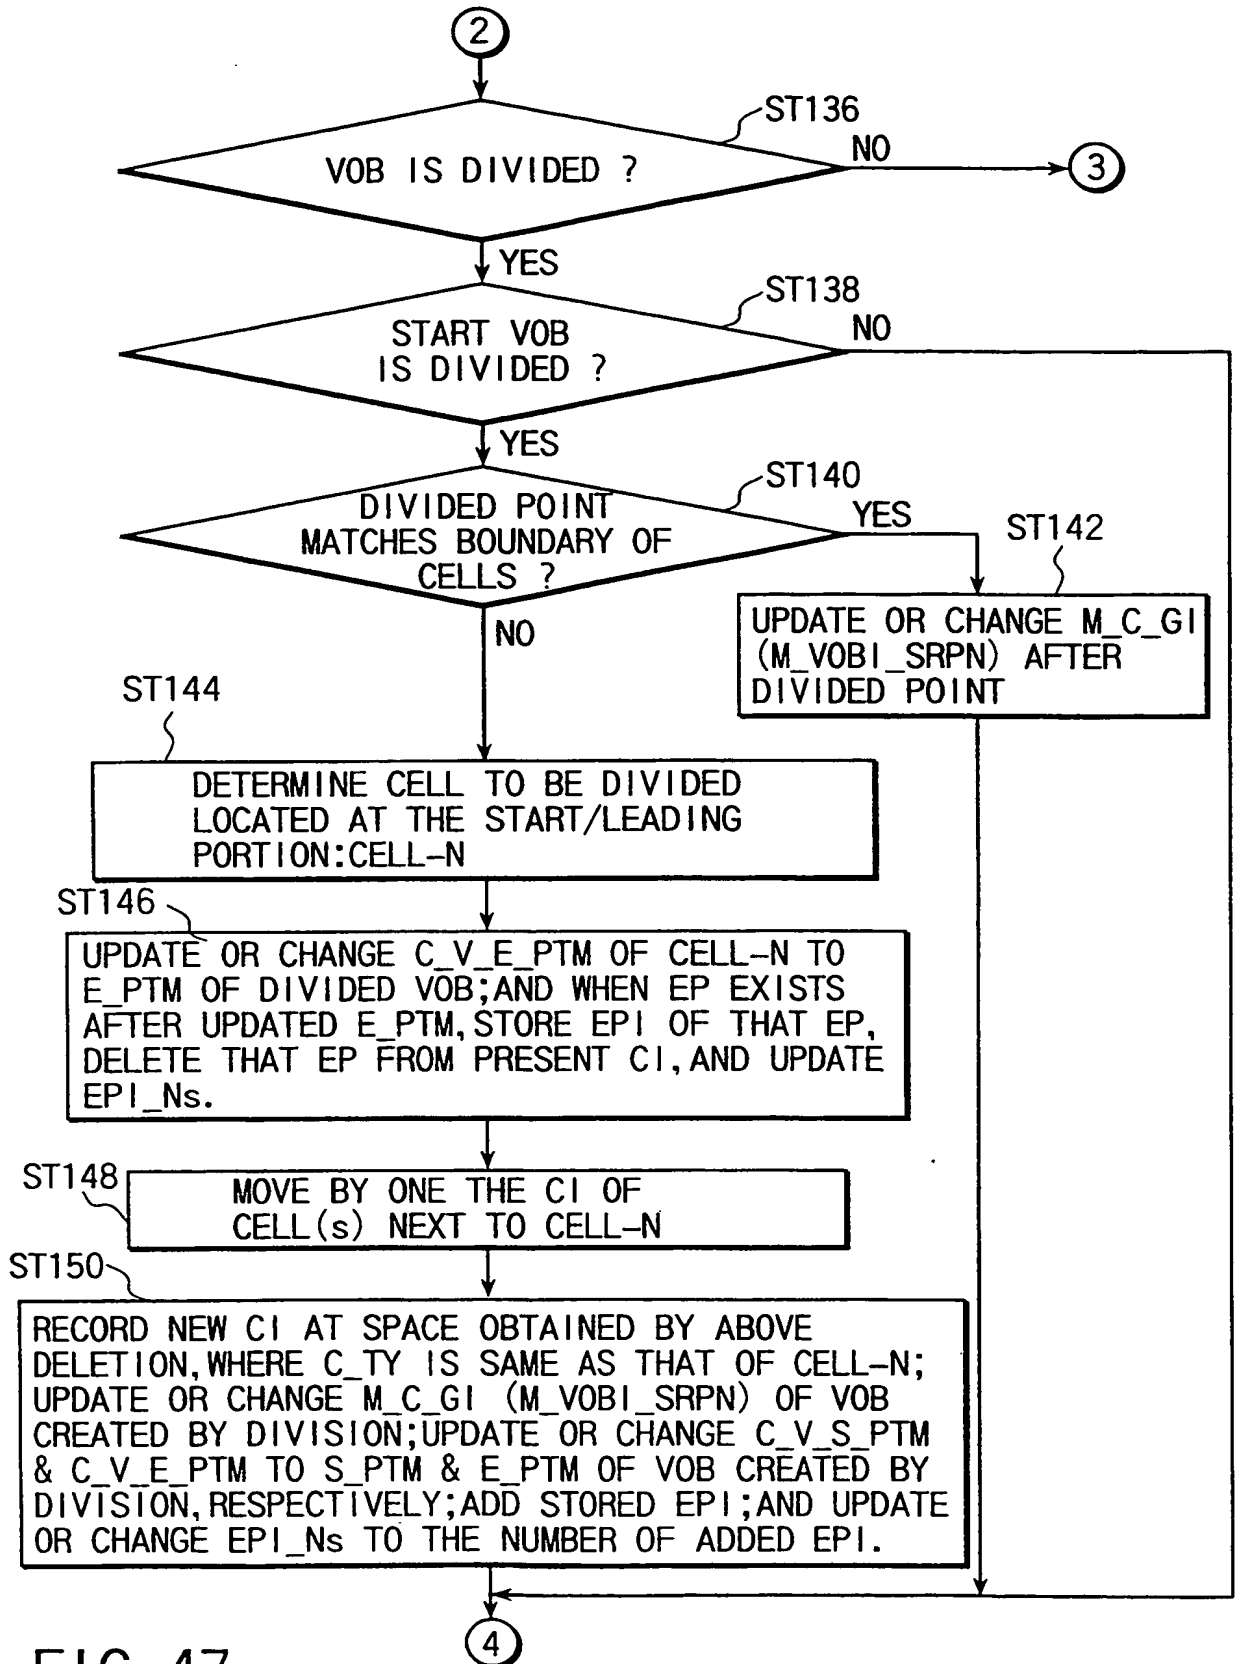 2
ST136
VOB IS DIVIDED ?
NO
3
YES
ST138
START VOB
IS DIVIDED ?
NO
YES
ST140
DIVIDED POINT
MATCHES BOUNDARY OF
CELLS ?
YES
ST142
NO
UPDATE OR CHANGE M_C_GI
(M_VOBI_SRPN) AFTER
DIVIDED POINT
ST144
DETERMINE CELL TO BE DIVIDED
LOCATED AT THE START/LEADING
PORTION:CELL-N
ST146
UPDATE OR CHANGE C_V_E_PTM OF CELL-N TO
E_PTM OF DIVIDED VOB;AND WHEN EP EXISTS
AFTER UPDATED E_PTM,STORE EPI OF THAT EP,
DELETE THAT EP FROM PRESENT CI,AND UPDATE
EPI_Ns.
ST148
MOVE BY ONE THE CI OF
CELL(s) NEXT TO CELL-N
ST150
RECORD NEW CI AT SPACE OBTAINED BY ABOVE
DELETION,WHERE C_TY IS SAME AS THAT OF CELL-N;
UPDATE OR CHANGE M_C_GI (M_VOBI_SRPN) OF VOB
CREATED BY DIVISION;UPDATE OR CHANGE C_V_S_PTM
& C_V_E_PTM TO S_PTM & E_PTM OF VOB CREATED BY
DIVISION,RESPECTIVELY;ADD STORED EPI;AND UPDATE
OR CHANGE EPI_Ns TO THE NUMBER OF ADDED EPI.
4
FIG.47